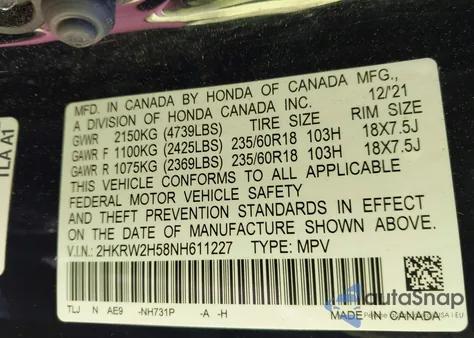 MFD. IN CANADA BY HONDA OF CANADA MFG.,
A DIVISION OF HONDA CANADA INC. 12/'21
GVWR 2150KG (4739LBS) TIRE SIZE RIM SIZE
GAWR F 1100KG (2425LBS) 235/60R18 103H 18X7.5J
GAWR R 1075KG (2369LBS) 235/60R18 103H 18X7.5J
THIS VEHICLE CONFORMS TO ALL APPLICABLE
FEDERAL MOTOR VEHICLE SAFETY
AND THEFT PREVENTION STANDARDS IN EFFECT
ON THE DATE OF MANUFACTURE SHOWN ABOVE.
V.I.N.: 2HKRW2H58NH611227 TYPE: MPV
TLJ N AE9 -NH731P -A -H MADE IN CANADA
TLA A1
autoSnap